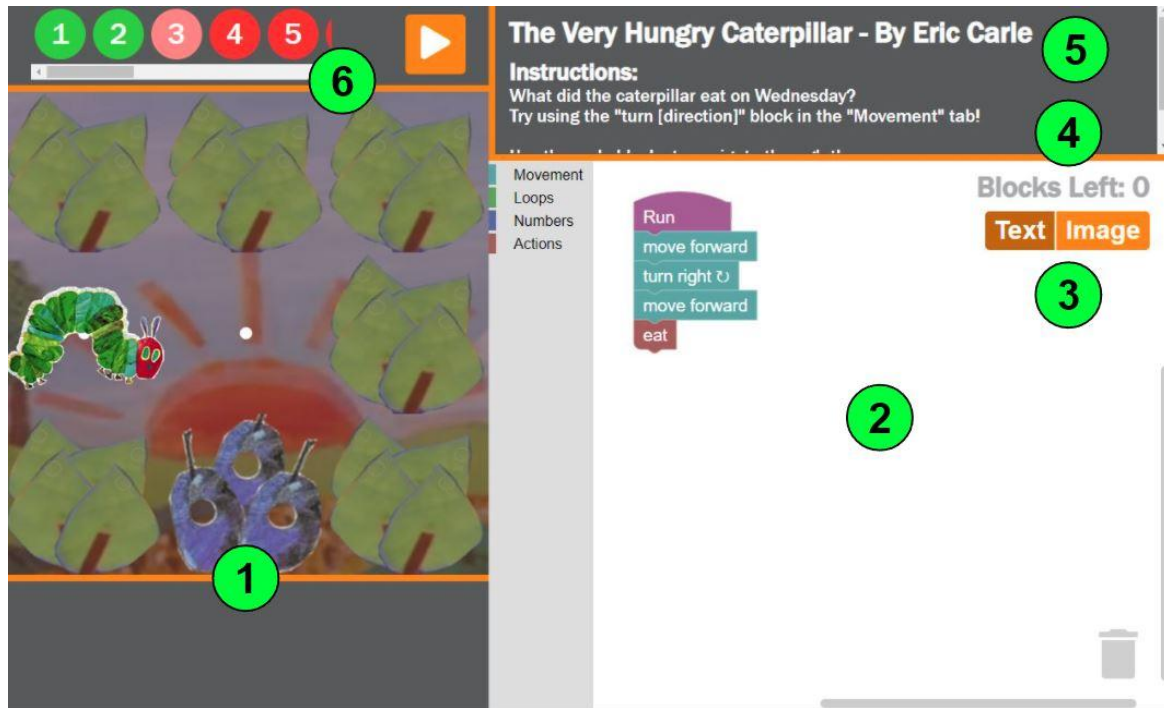 1 2 3 4 5
6
The Very Hungry Caterpillar - By Eric Carle
5
Instructions:
What did the caterpillar eat on Wednesday?
Try using the "turn [direction]" block in the "Movement" tab!
4
Movement
Loops
Numbers
Actions
Blocks Left: 0
Text Image
3
Run
move forward
turn right ↻
move forward
eat
2
1